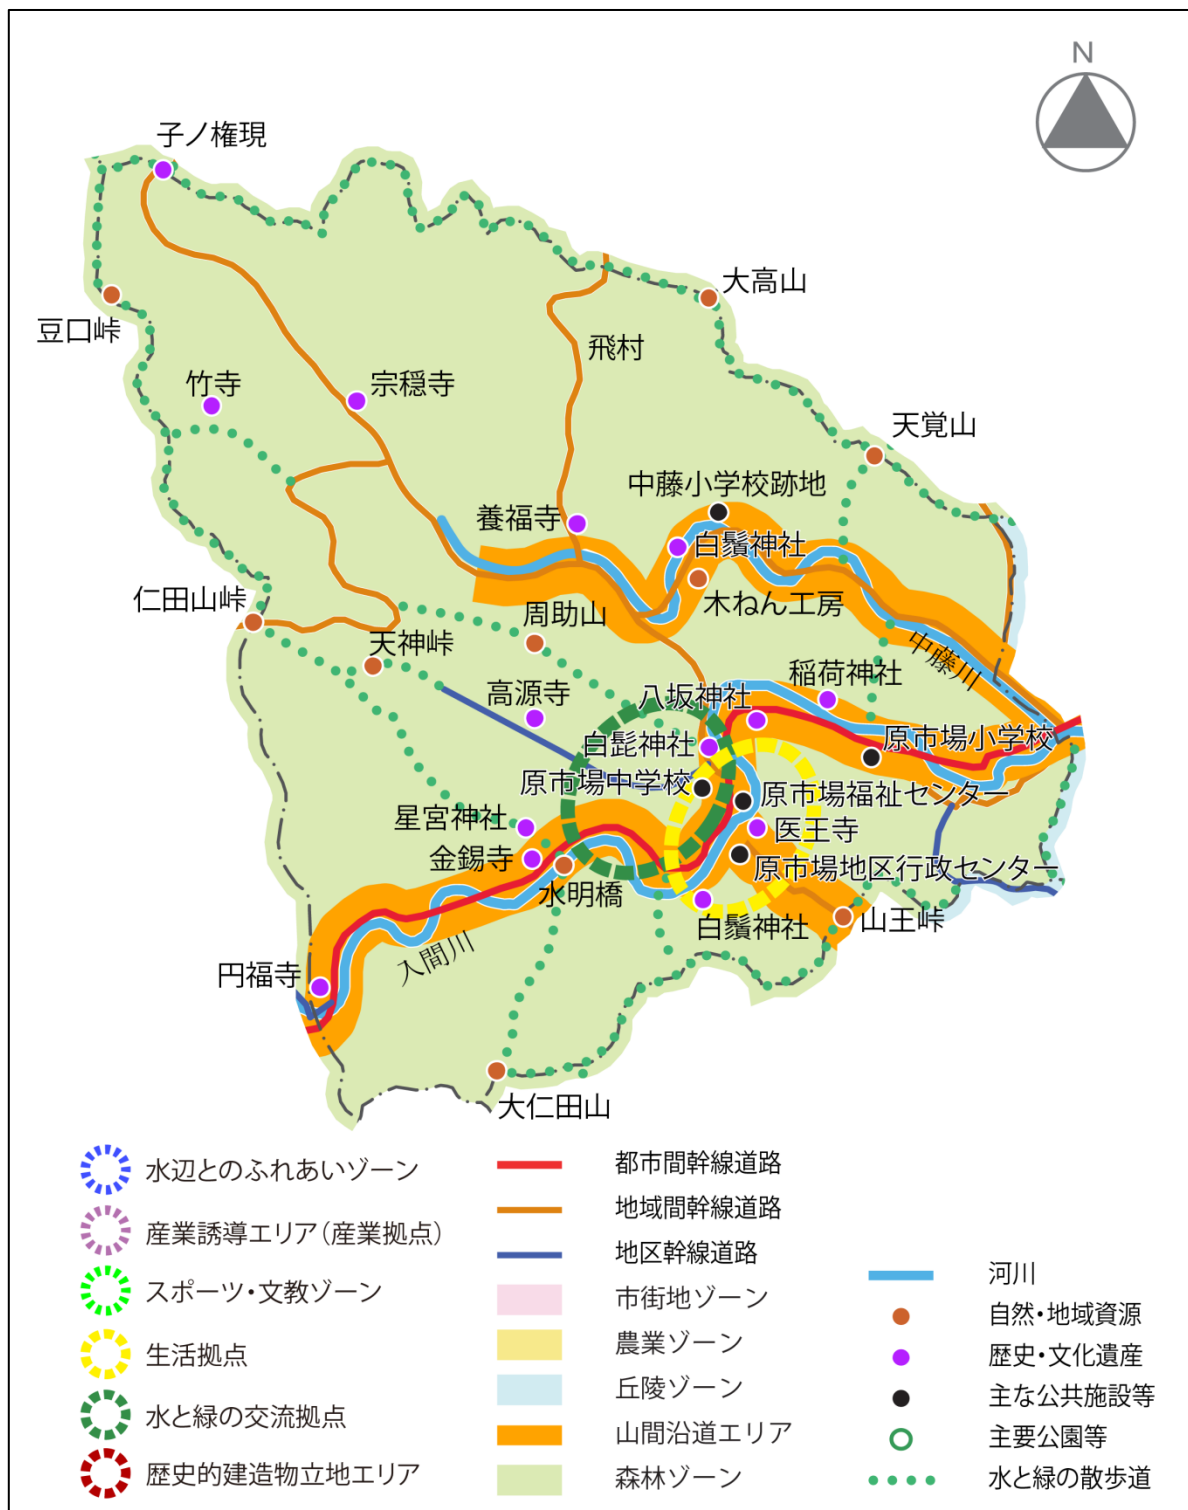 N
子ノ権現
大高山
豆口峠
飛村
竹寺
宗穏寺
天覚山
中藤小学校跡地
養福寺
白鬚神社
木ねん工房
仁田山峠
周助山
天神峠
中藤川
稲荷神社
高源寺
八坂神社
白髭神社
原市場小学校
原市場中学校
原市場福祉センター
星宮神社
医王寺
金錫寺
原市場地区行政センター
水明橋
白鬚神社
山王峠
入間川
円福寺
大仁田山
水辺とのふれあいゾーン
産業誘導エリア(産業拠点)
スポーツ・文教ゾーン
生活拠点
水と緑の交流拠点
歴史的建造物立地エリア
都市間幹線道路
地域間幹線道路
地区幹線道路
市街地ゾーン
農業ゾーン
丘陵ゾーン
山間沿道エリア
森林ゾーン
河川
自然・地域資源
歴史・文化遺産
主な公共施設等
主要公園等
水と緑の散歩道